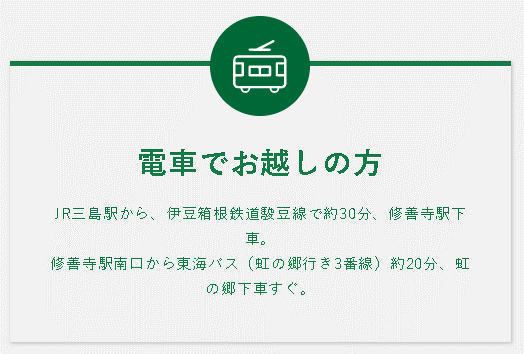 電車でお越しの方
JR三島駅から、伊豆箱根鉄道駿豆線で約30分、修善寺駅下
車。
修善寺駅南口から東海バス（虹の郷行き3番線）約20分、虹
の郷下車すぐ。